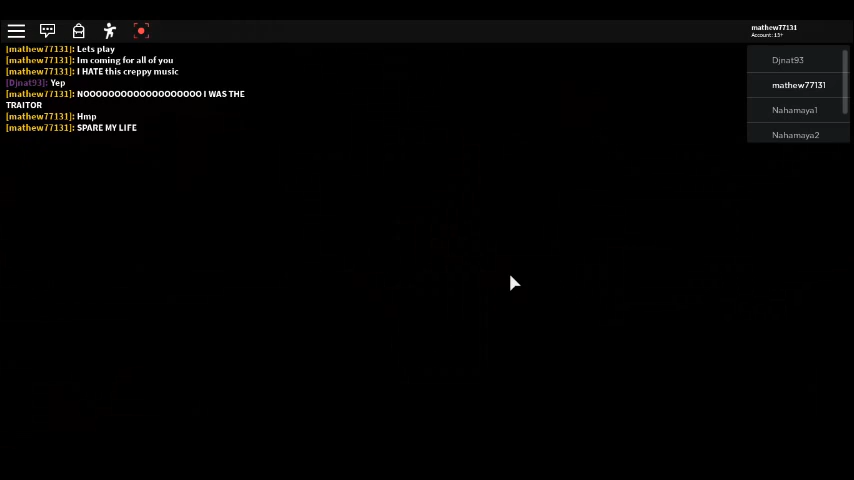 mathew77131
Account: 13+
[mathew77131]: Lets play
[mathew77131]: Im coming for all of you
[mathew77131]: I HATE this creppy music
[Djnat93]: Yep
[mathew77131]: NOOOOOOOOOOOOOOOOOOO I WAS THE
TRAITOR
[mathew77131]: Hmp
[mathew77131]: SPARE MY LIFE
Djnat93
mathew77131
Nahamaya1
Nahamaya2